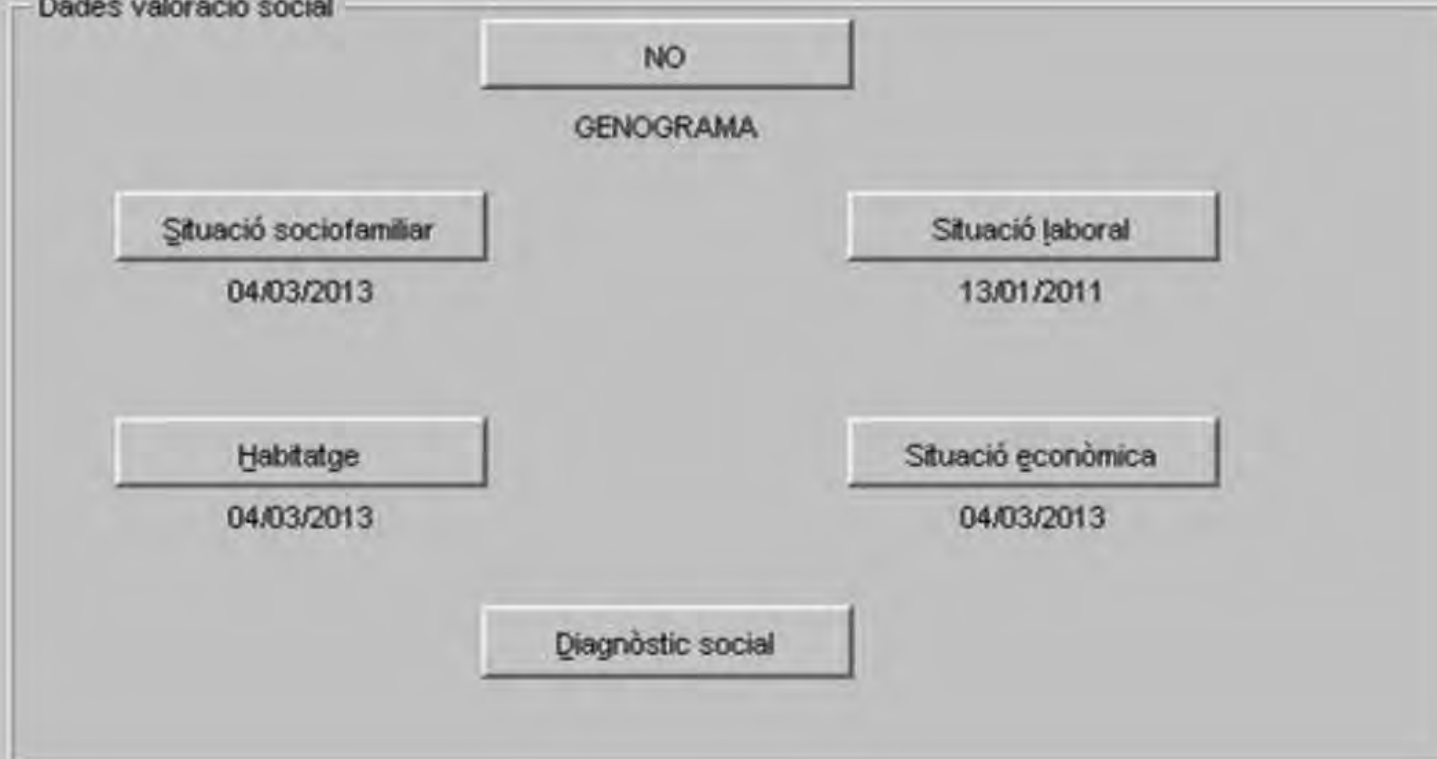 Dades valoració social
NO
GENOGRAMA
Situació sociofamiliar
Situació laboral
04/03/2013
13/01/2011
Habitatge
Situació econòmica
04/03/2013
04/03/2013
Diagnòstic social